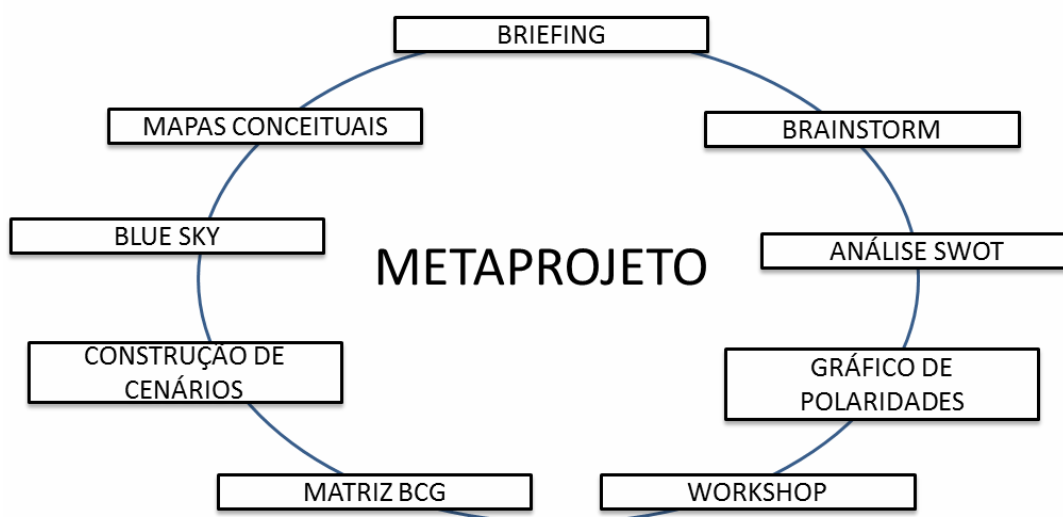 BRIEFING
MAPAS CONCEITUAIS
BRAINSTORM
BLUE SKY
ANÁLISE SWOT
METAPROJETO
CONSTRUÇÃO DE
CENÁRIOS
GRÁFICO DE
POLARIDADES
MATRIZ BCG
WORKSHOP